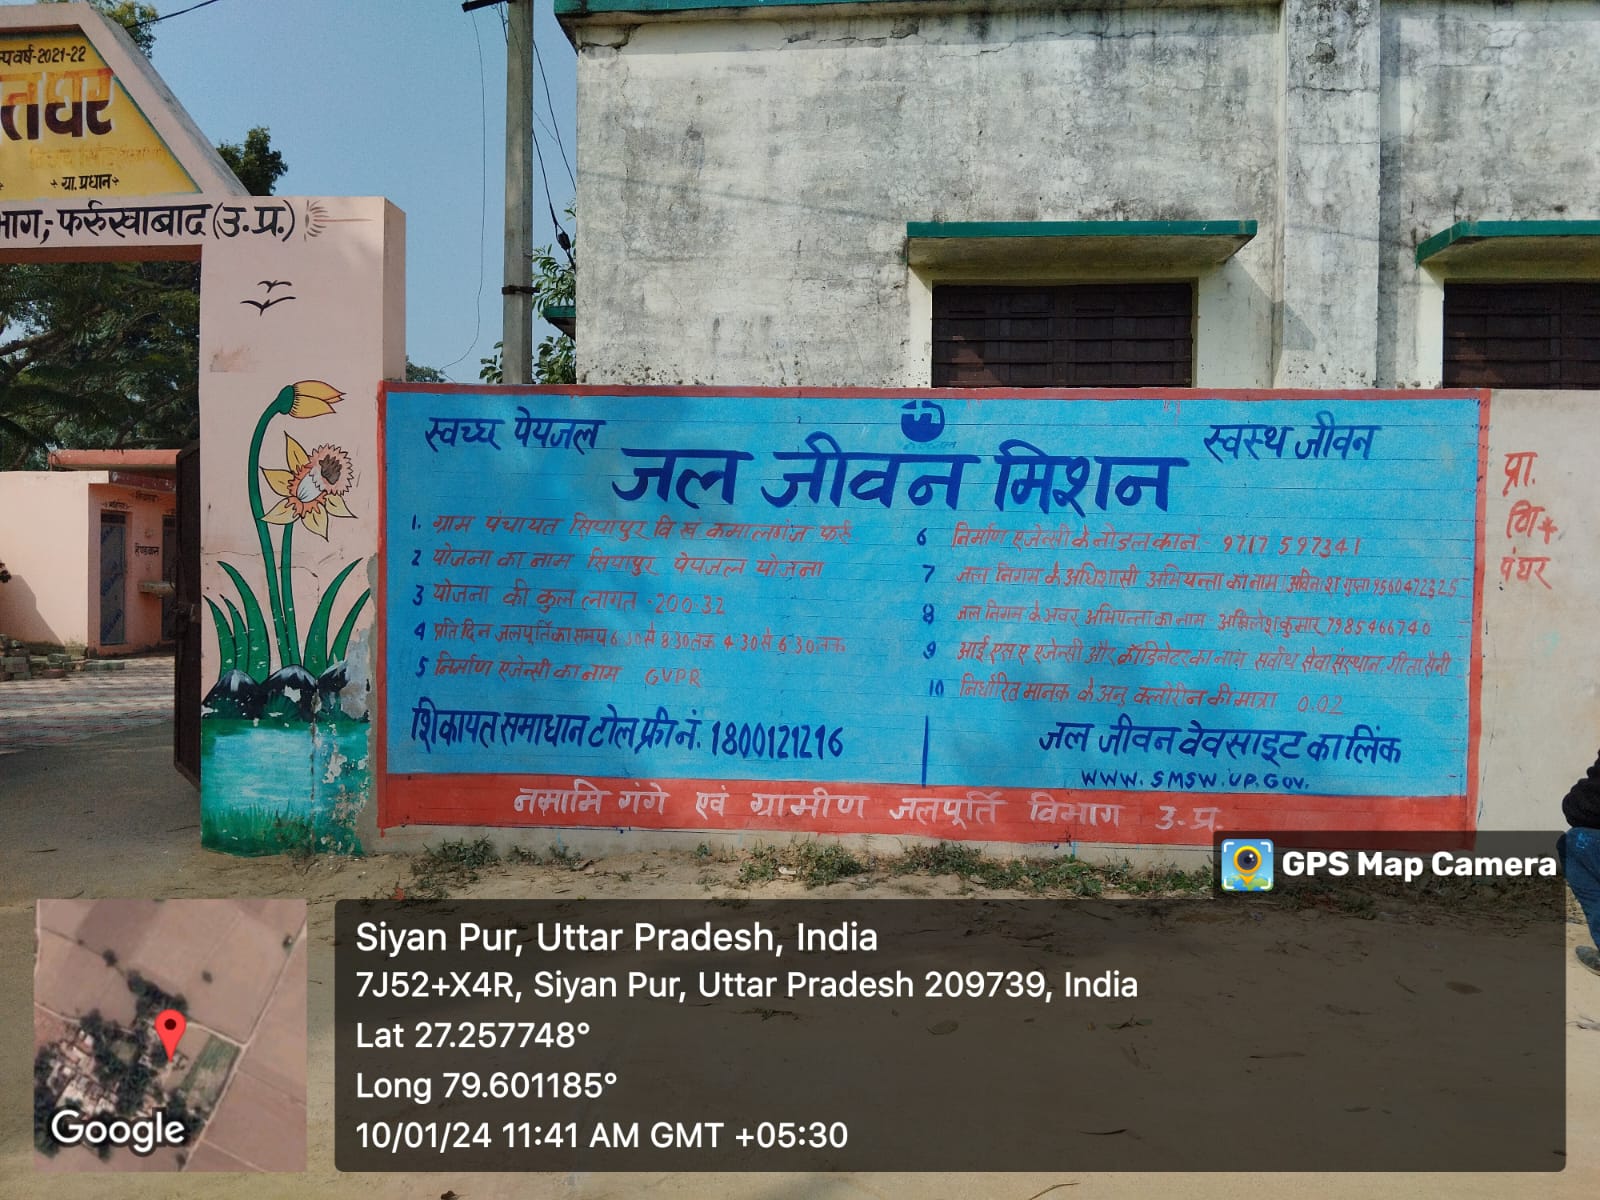 वर्ष-2021-22
तघर
ग्रा. प्रधान
भाग, फर्रुखाबाद (उ.प्र.)
स्वच्छ पेयजल
स्वस्थ जीवन
जल जीवन मिशन
1. ग्राम पंचायत सियापुर वि ख कमालगंज फर्रु
2 योजना का नाम सियापुर पेयजल योजना
3 योजना की कुल लागत - 200.32
4 प्रति दिन जलपूर्ति का समय 6:30 से 8:30 तक 4:30 से 6:30 तक
5 निर्माण एजेन्सी का नाम GVPR
6 निर्माण एजेन्सी के नोडल का नं - 9717597341
7 जल निगम के अधिशासी अभियन्ता का नाम अविनाश गुप्ता 9560472325
8 जल निगम के अवर अभियन्ता का नाम अखिलेश कुमार 7985466740
9 आई एस ए एजेन्सी और कॉर्डिनेटर का नाम सर्वोथ सेवा संस्थान गीता सैनी
10 निर्धारित मानक के अनु क्लोरीन की मात्रा 0.02
शिकायत समाधान टोल फ्री नं. 1800121216
जल जीवन वेवसाइट का लिंक
WWW.SMSW.UP.GOV.
नमामि गंगे एवं ग्रामीण जलपूर्ति विभाग उ.प्र.
प्रा.
वि*
पंघर
GPS Map Camera
Siyan Pur, Uttar Pradesh, India
7J52+X4R, Siyan Pur, Uttar Pradesh 209739, India
Lat 27.257748°
Long 79.601185°
10/01/24 11:41 AM GMT +05:30
Google